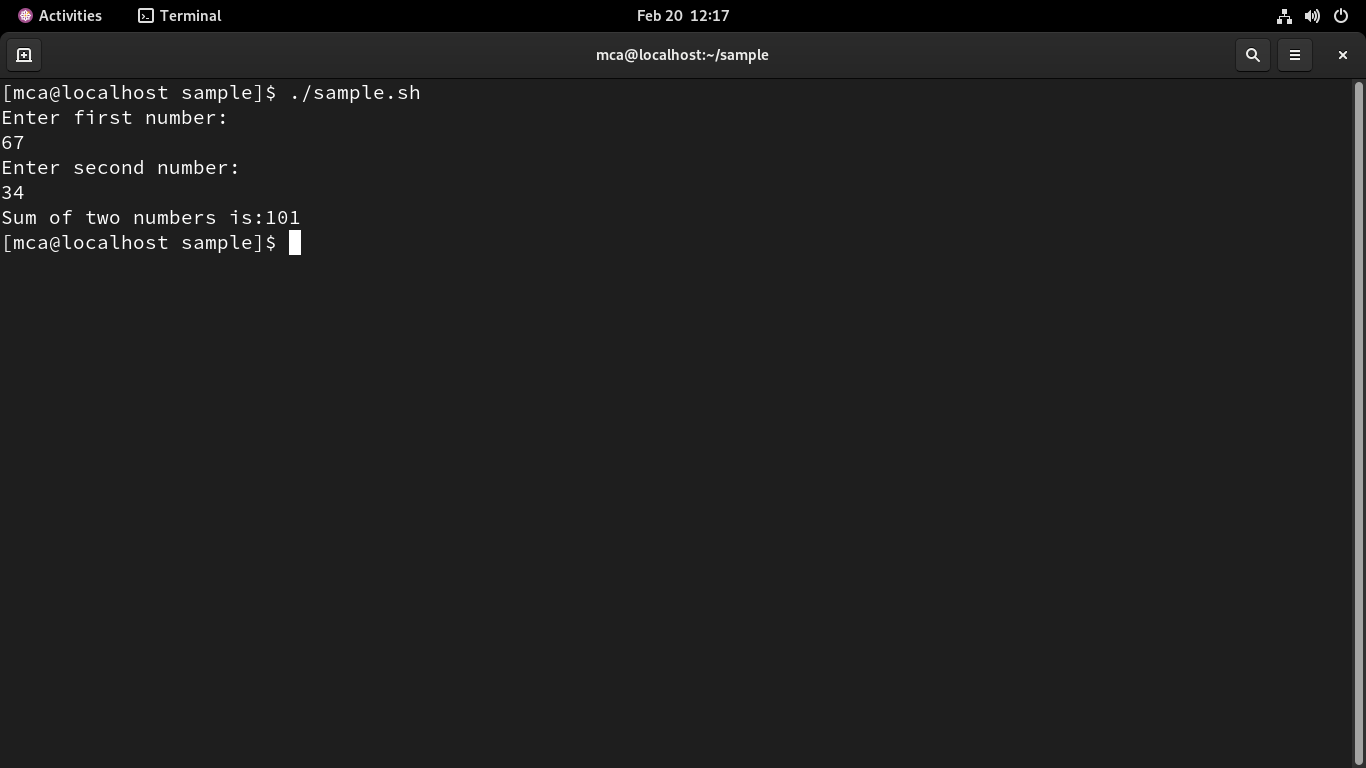 Activities Terminal Feb 20 12:17
mca@localhost:~/sample
[mca@localhost sample]$ ./sample.sh
Enter first number:
67
Enter second number:
34
Sum of two numbers is:101
[mca@localhost sample]$